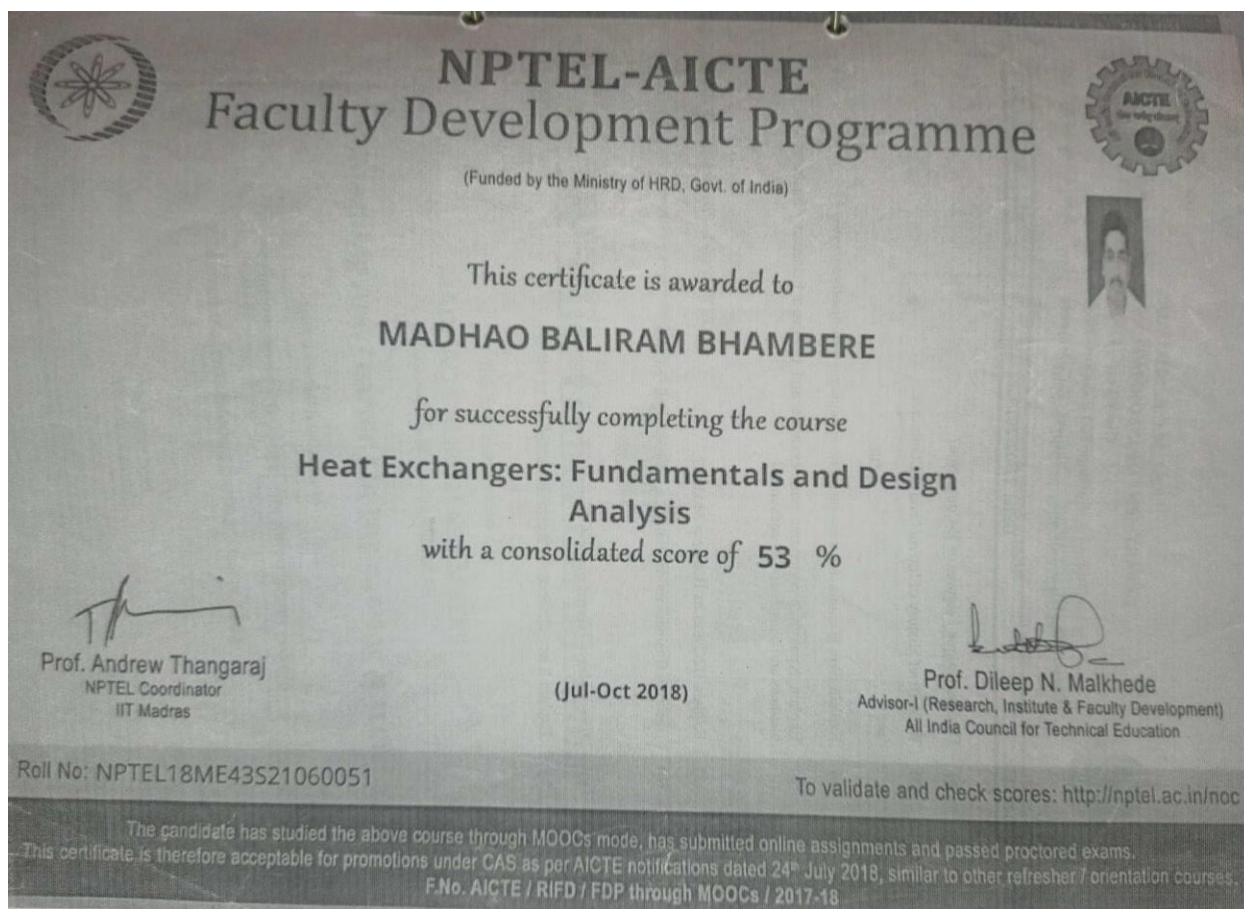 NPTEL-AICTE
Faculty Development Programme
(Funded by the Ministry of HRD, Govt. of India)
AICTE
This certificate is awarded to
MADHAO BALIRAM BHAMBERE
for successfully completing the course
Heat Exchangers: Fundamentals and Design
Analysis
with a consolidated score of 53 %
Prof. Andrew Thangaraj
NPTEL Coordinator
IIT Madras
(Jul-Oct 2018)
Prof. Dileep N. Malkhede
Advisor-I (Research, Institute & Faculty Development)
All India Council for Technical Education
Roll No: NPTEL18ME43S21060051
To validate and check scores: http://nptel.ac.in/noc
The candidate has studied the above course through MOOCs mode, has submitted online assignments and passed proctored exams.
This certificate is therefore acceptable for promotions under CAS as per AICTE notifications dated 24th July 2018, similar to other refresher / orientation courses.
F.No. AICTE / RIFD / FDP through MOOCs / 2017-18